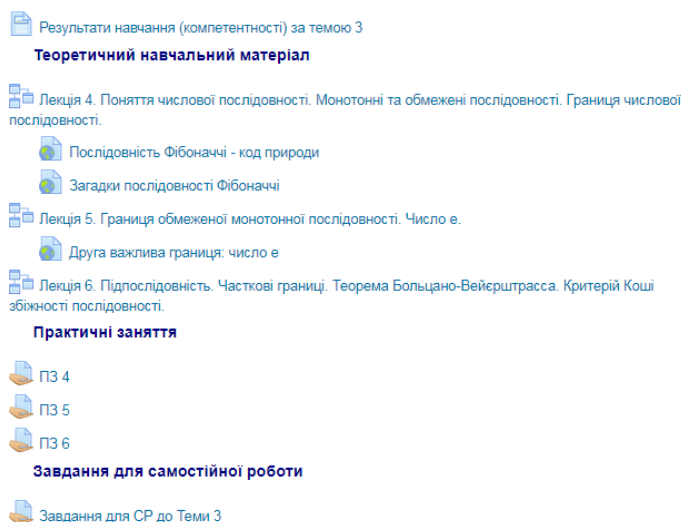 Результати навчання (компетентності) за темою 3
Теоретичний навчальний матеріал
Лекція 4. Поняття числової послідовності. Монотонні та обмежені послідовності. Границя числової
послідовності.
Послідовність Фібоначчі - код природи
Загадки послідовності Фібоначчі
Лекція 5. Границя обмеженої монотонної послідовності. Число е.
Друга важлива границя: число е
Лекція 6. Підпослідовність. Часткові границі. Теорема Больцано-Вейєрштрасса. Критерій Коші
збіжності послідовності.
Практичні заняття
ПЗ 4
ПЗ 5
ПЗ 6
Завдання для самостійної роботи
Завдання для СР до Теми 3